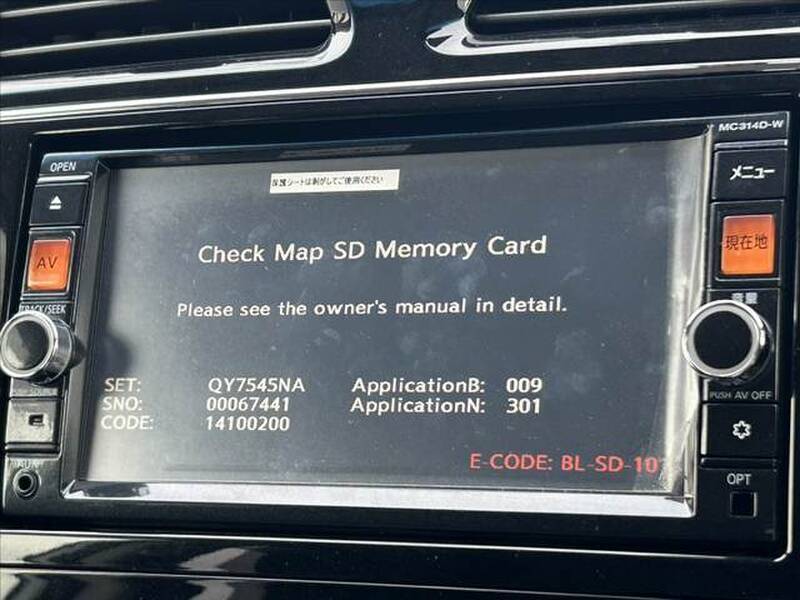 MC314D-W
OPEN
メニュー
保護シートは剥がしてご使用ください
AV
現在地
Check Map SD Memory Card
Please see the owner's manual in detail.
TRACK/SEEK
音量
SET: QY7545NA ApplicationB: 009
SNO: 00067441 ApplicationN: 301
CODE: 14100200
PUSH AV OFF
E-CODE: BL-SD-10
AUX
OPT